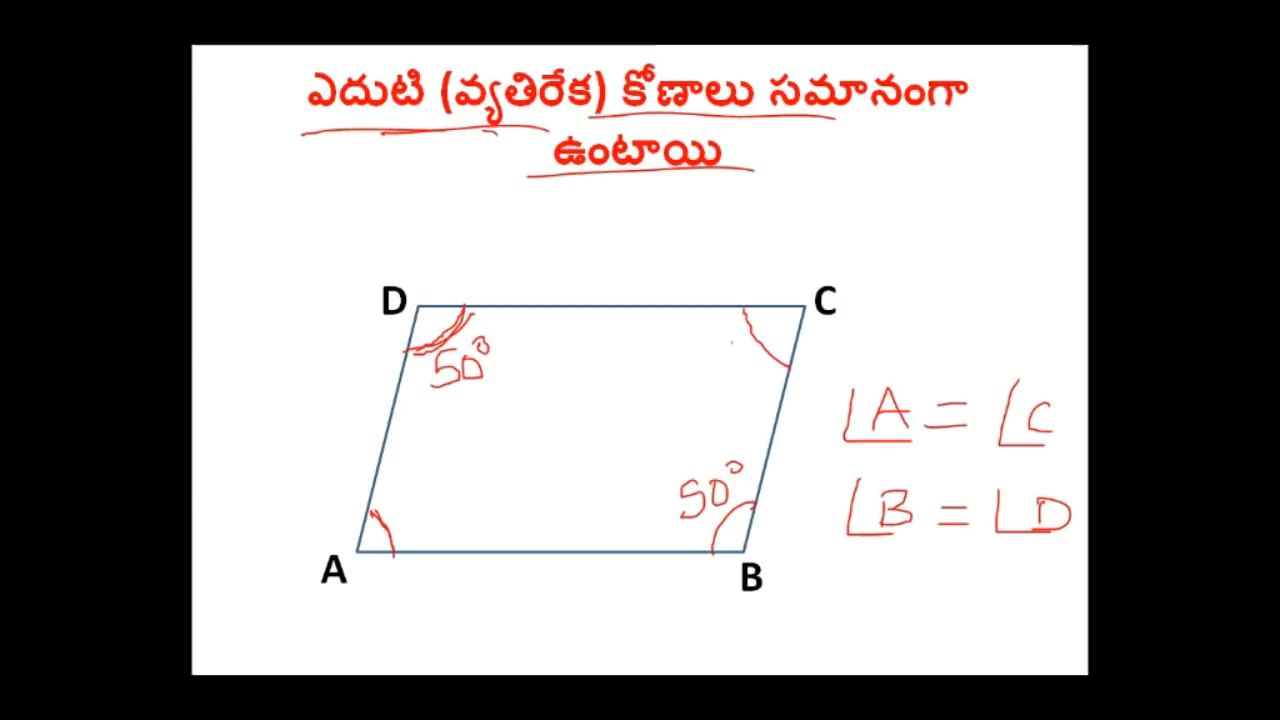 ఎదుటి (వ్యతిరేక) కోణాలు సమానంగా
ఉంటాయి
D
C
50°
∠A = ∠C
50°
∠B = ∠D
A
B